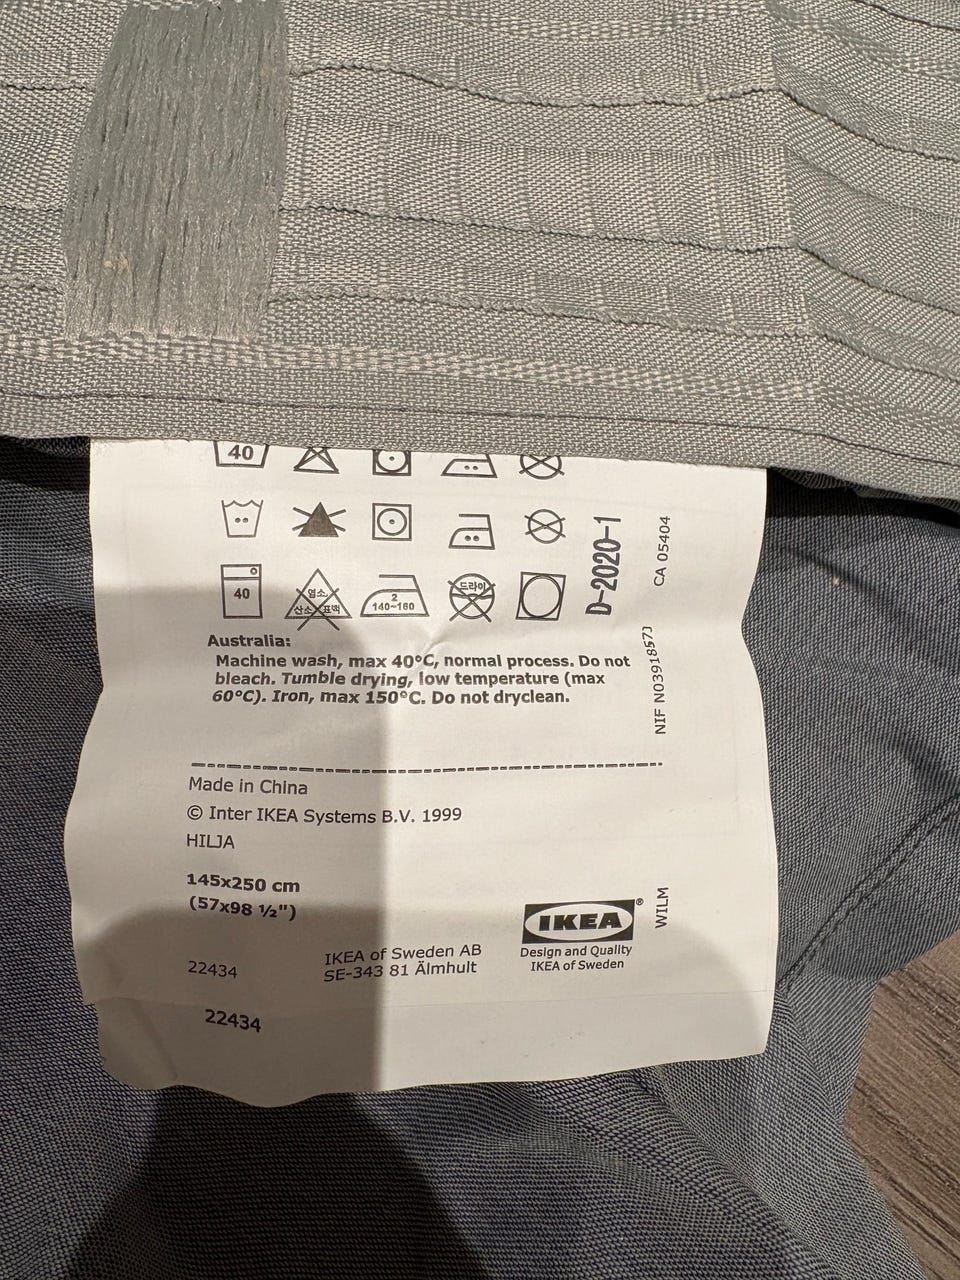 40
D-2020-1
CA 05404
40
염소
산소 표백
2
140~160
드라이
Australia:
Machine wash, max 40°C, normal process. Do not
bleach. Tumble drying, low temperature (max
60°C). Iron, max 150°C. Do not dryclean.
NIF N0391857J
Made in China
© Inter IKEA Systems B.V. 1999
HILJA
145x250 cm
(57x98 ½")
IKEA®
Design and Quality
IKEA of Sweden
WILM
22434
IKEA of Sweden AB
SE-343 81 Älmhult
22434